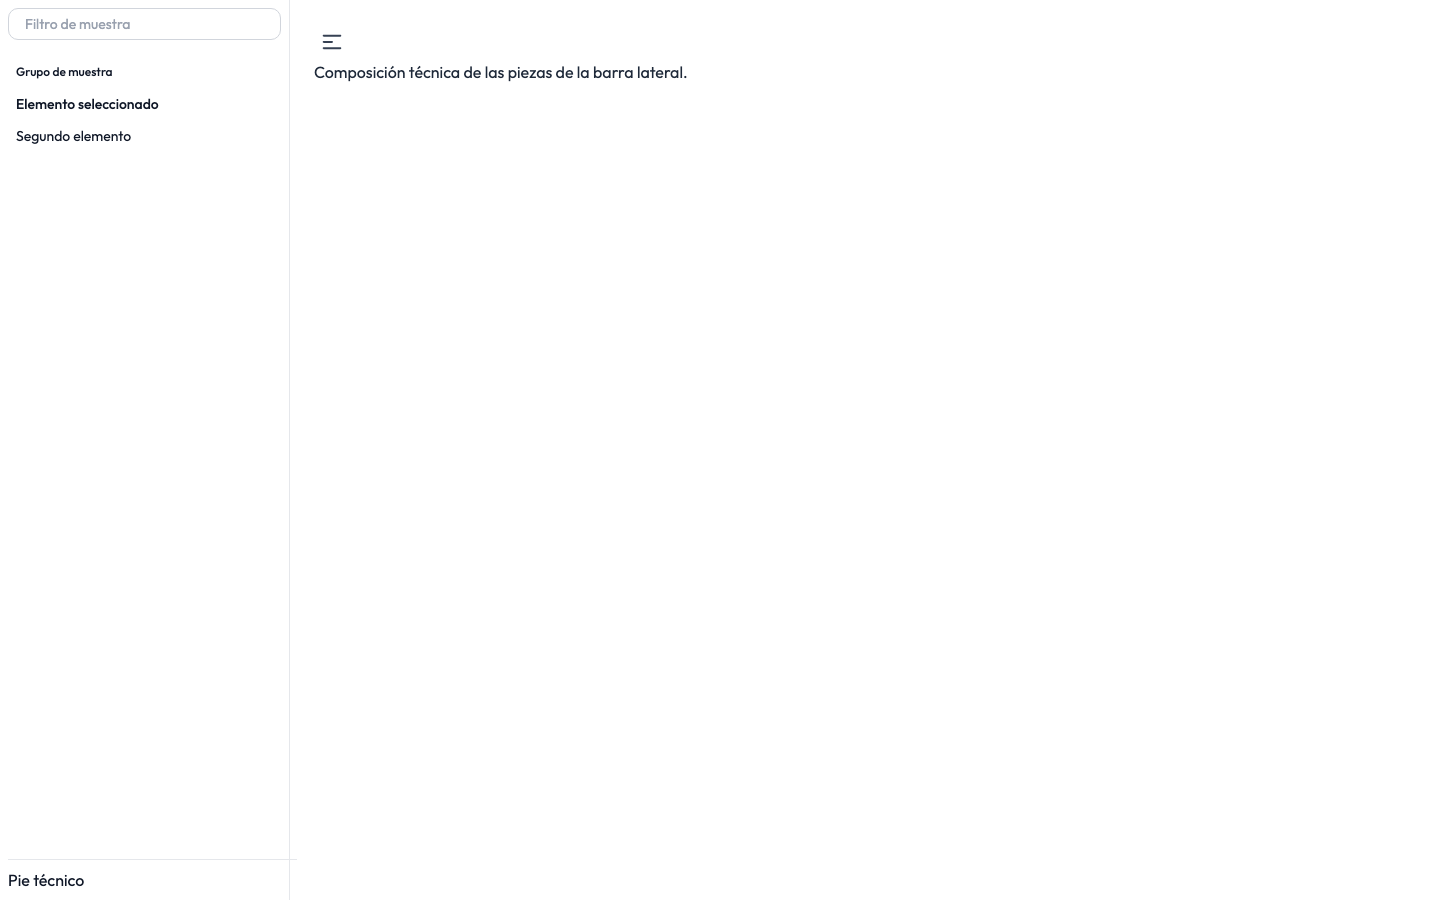 Filtro de muestra
Grupo de muestra
Elemento seleccionado
Segundo elemento
Pie técnico
Composición técnica de las piezas de la barra lateral.